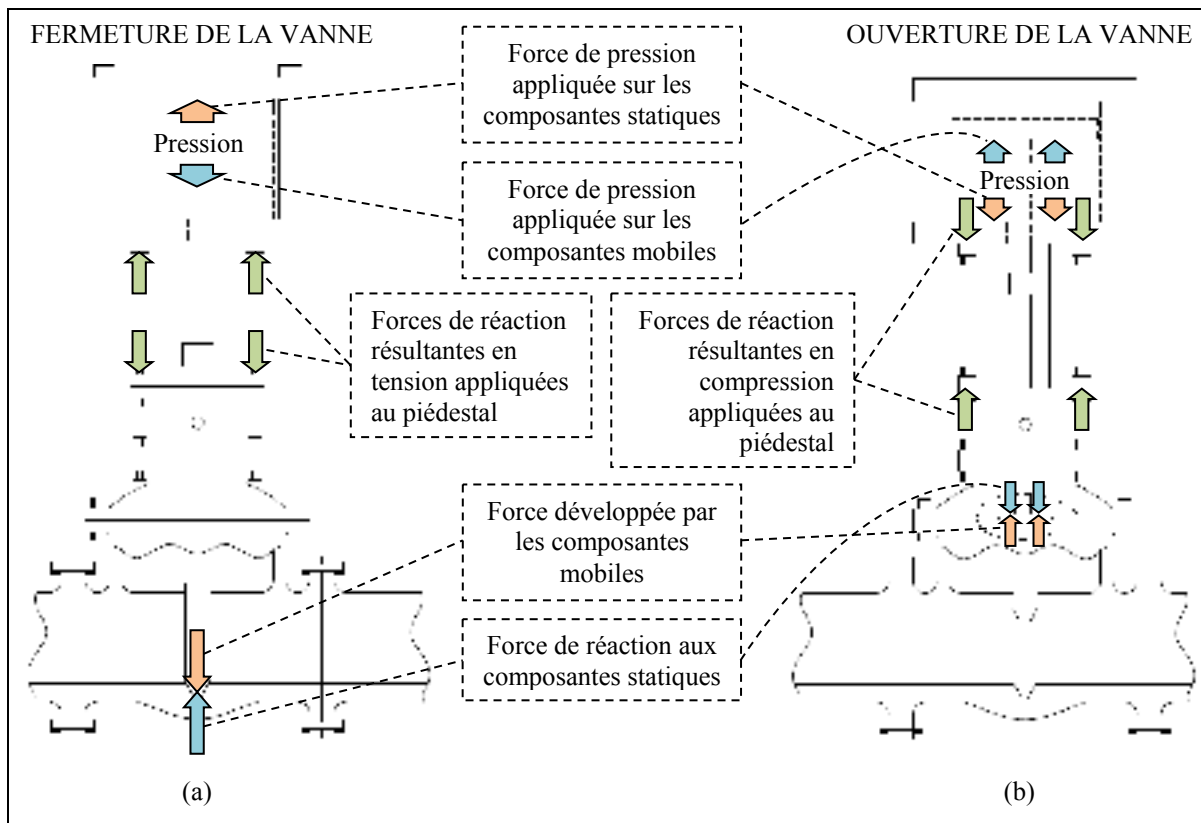 FERMETURE DE LA VANNE
OUVERTURE DE LA VANNE
Force de pression
appliquée sur les
composantes statiques
Pression
Force de pression
appliquée sur les
composantes mobiles
Pression
Forces de réaction
résultantes en
tension appliquées
au piédestal
Forces de réaction
résultantes en
compression
appliquées au
piédestal
Force développée par
les composantes
mobiles
Force de réaction aux
composantes statiques
(a)
(b)